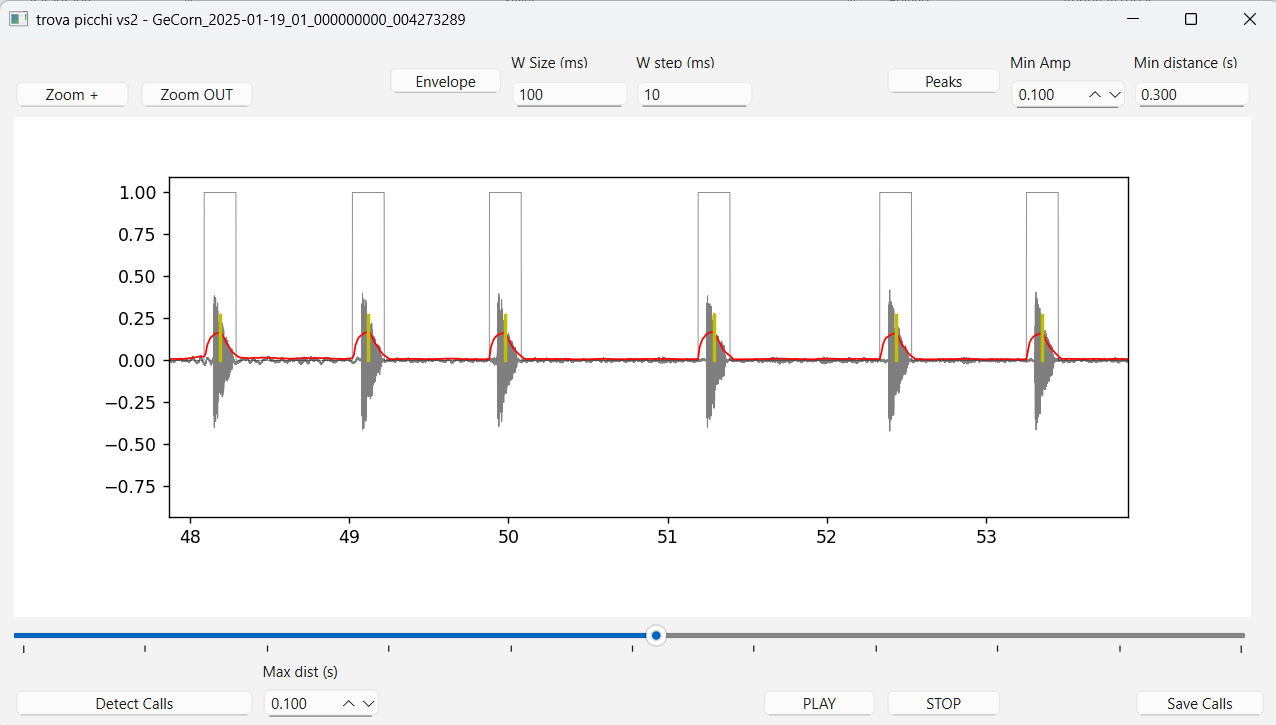 trova picchi vs2 - GeCorn_2025-01-19_01_000000000_004273289
W Size (ms) W step (ms) Min Amp Min distance (s)
Zoom + Zoom OUT Envelope 100 10 Peaks 0.100 0.300
1.00
0.75
0.50
0.25
0.00
−0.25
−0.50
−0.75
48 49 50 51 52 53
Max dist (s)
Detect Calls 0.100 PLAY STOP Save Calls